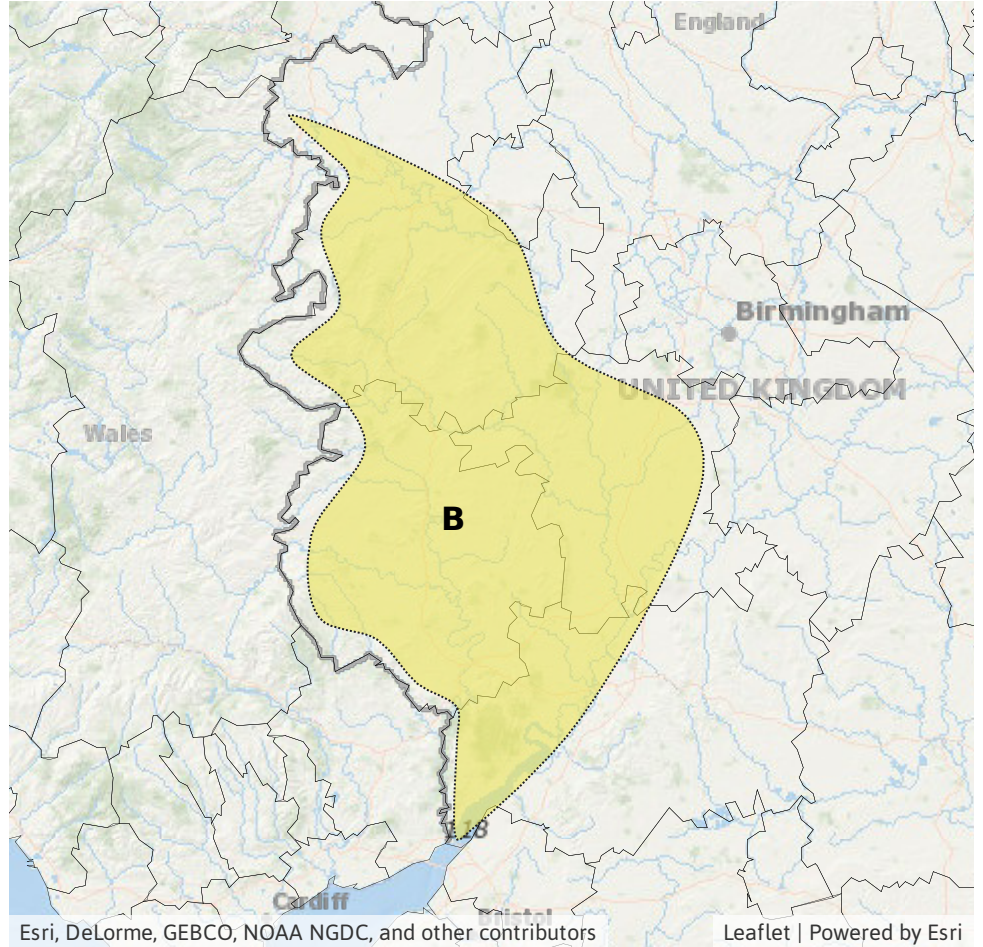 England
Birmingham
UNITED KINGDOM
Wales
B
Cardiff
Bristol
Esri, DeLorme, GEBCO, NOAA NGDC, and other contributors
Leaflet | Powered by Esri